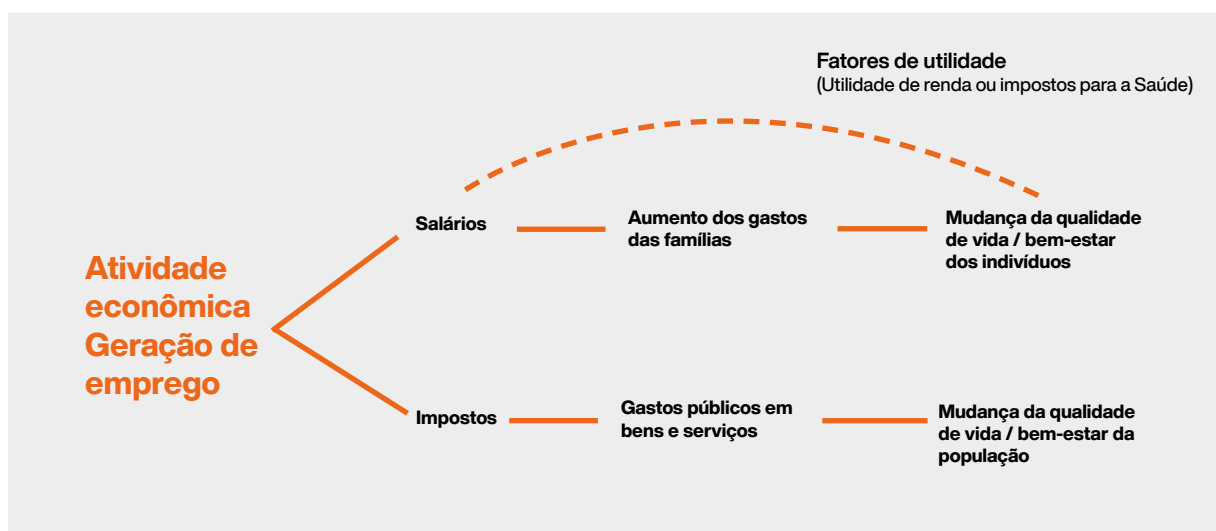 Fatores de utilidade
(Utilidade de renda ou impostos para a Saúde)
Salários
Aumento dos gastos
das famílias
Mudança da qualidade
de vida / bem-estar
dos indivíduos
Atividade
econômica
Geração de
emprego
Impostos
Gastos públicos em
bens e serviços
Mudança da qualidade
de vida / bem-estar da
população